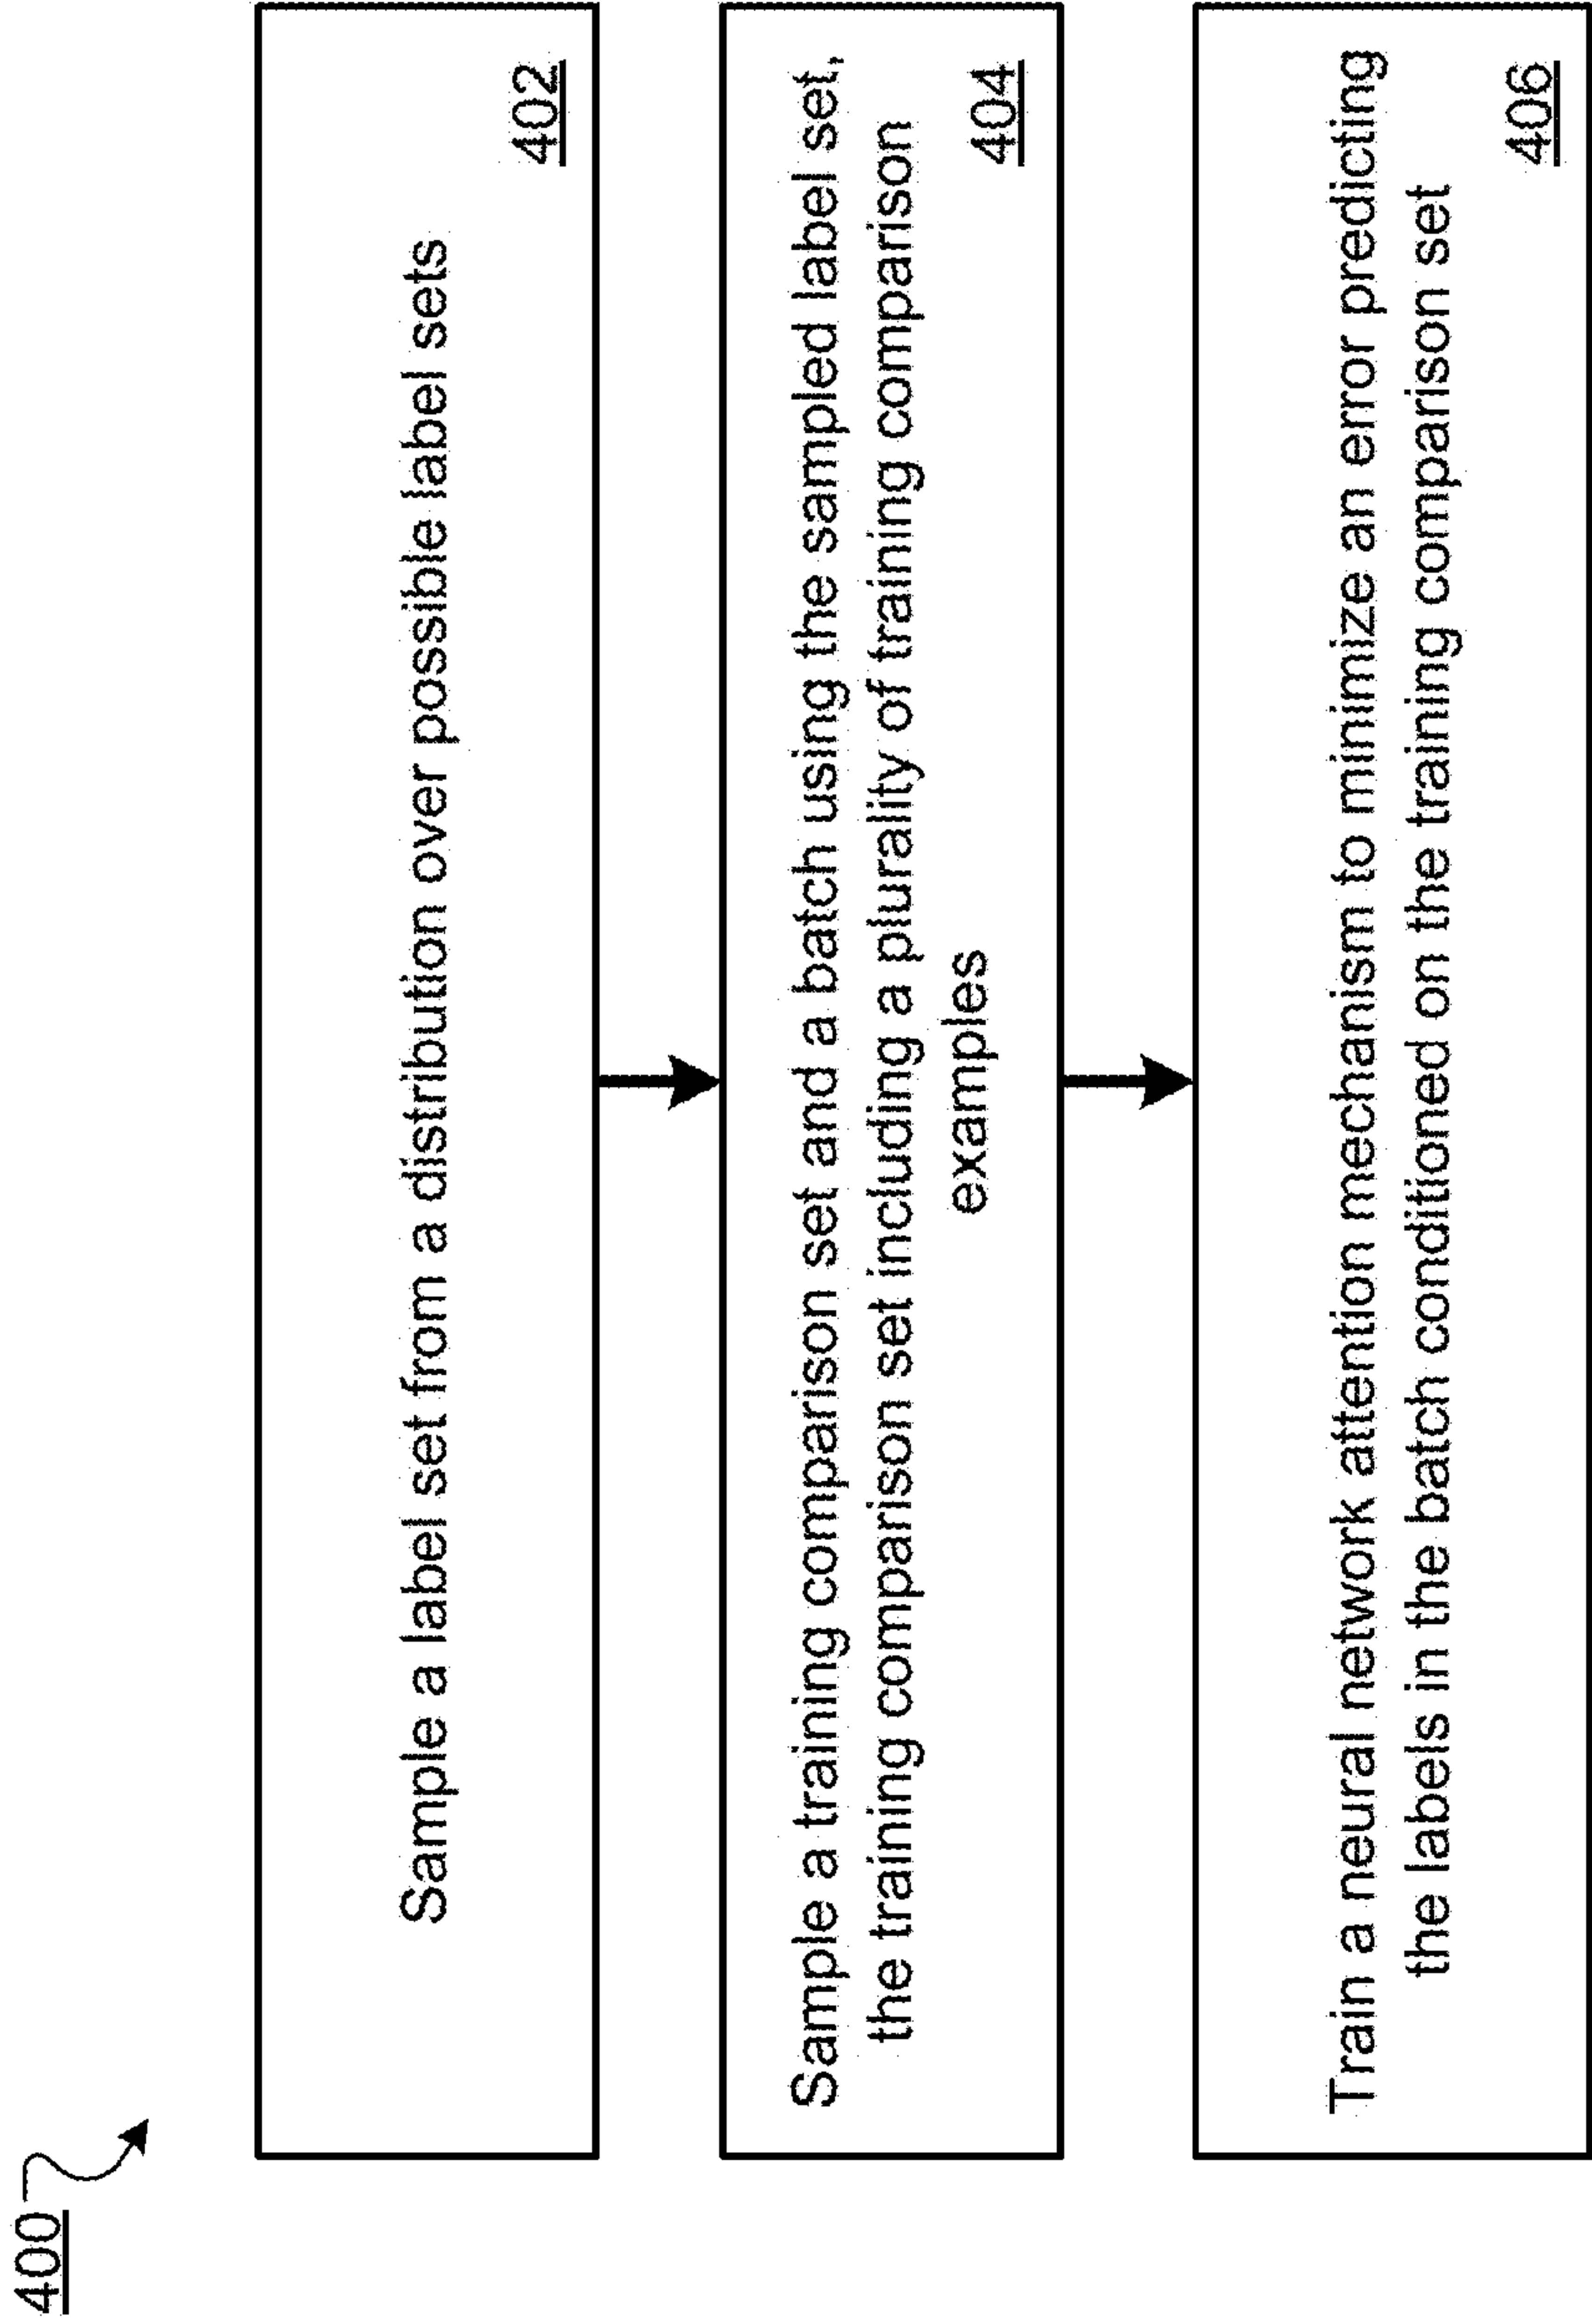 400
Sample a label set from a distribution over possible label sets
402
Sample a training comparison set and a batch using the sampled label set,
the training comparison set including a plurality of training comparison
examples
404
Train a neural network attention mechanism to minimize an error predicting
the labels in the batch conditioned on the training comparison set
406